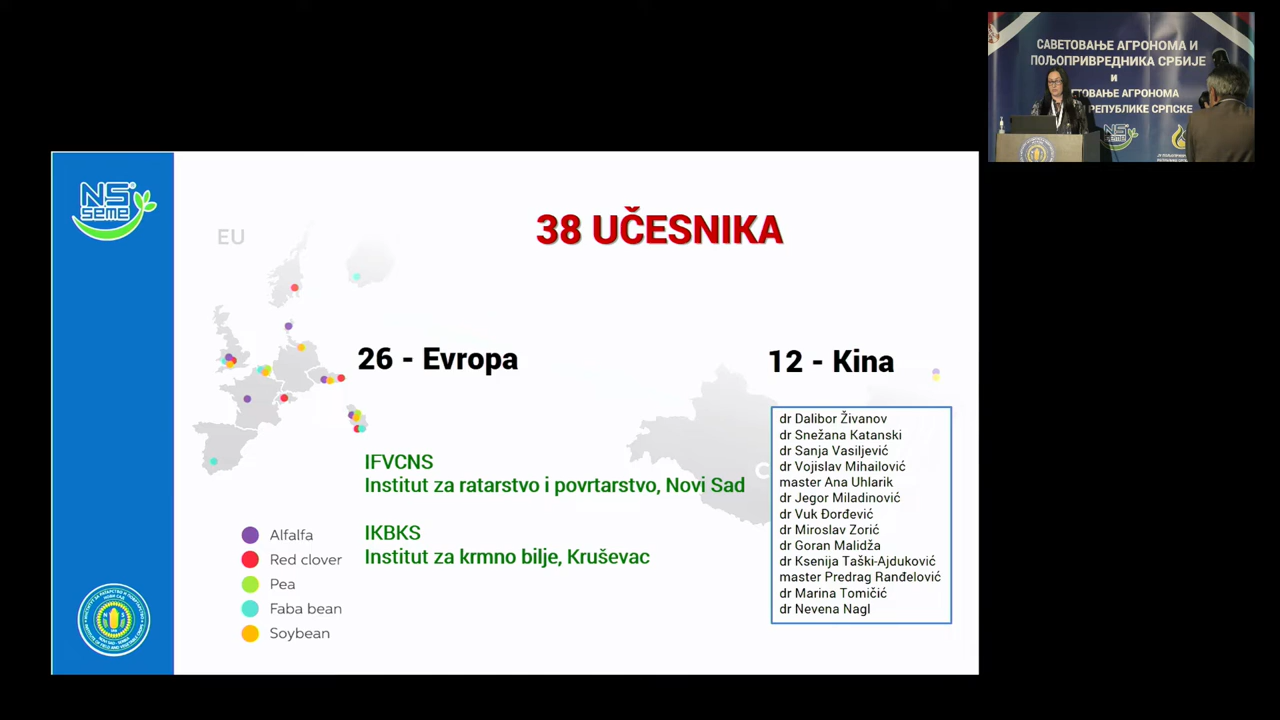 САВЕТОВАЊЕ АГРОНОМА И
ПОЉОПРИВРЕДНИКА СРБИЈЕ
И
ЕТОВАЊЕ АГРОНОМА
РЕПУБЛИКЕ СРПСКЕ
NS
seme
NS®
seme
EU
38 UČESNIKA
26 - Evropa
12 - Kina
C
dr Dalibor Živanov
dr Snežana Katanski
dr Sanja Vasiljević
dr Vojislav Mihailović
master Ana Uhlarik
dr Jegor Miladinović
dr Vuk Đorđević
dr Miroslav Zorić
dr Goran Malidža
dr Ksenija Taški-Ajduković
master Predrag Ranđelović
dr Marina Tomičić
dr Nevena Nagl
IFVCNS
Institut za ratarstvo i povrtarstvo, Novi Sad
IKBKS
Institut za krmno bilje, Kruševac
Alfalfa
Red clover
Pea
Faba bean
Soybean